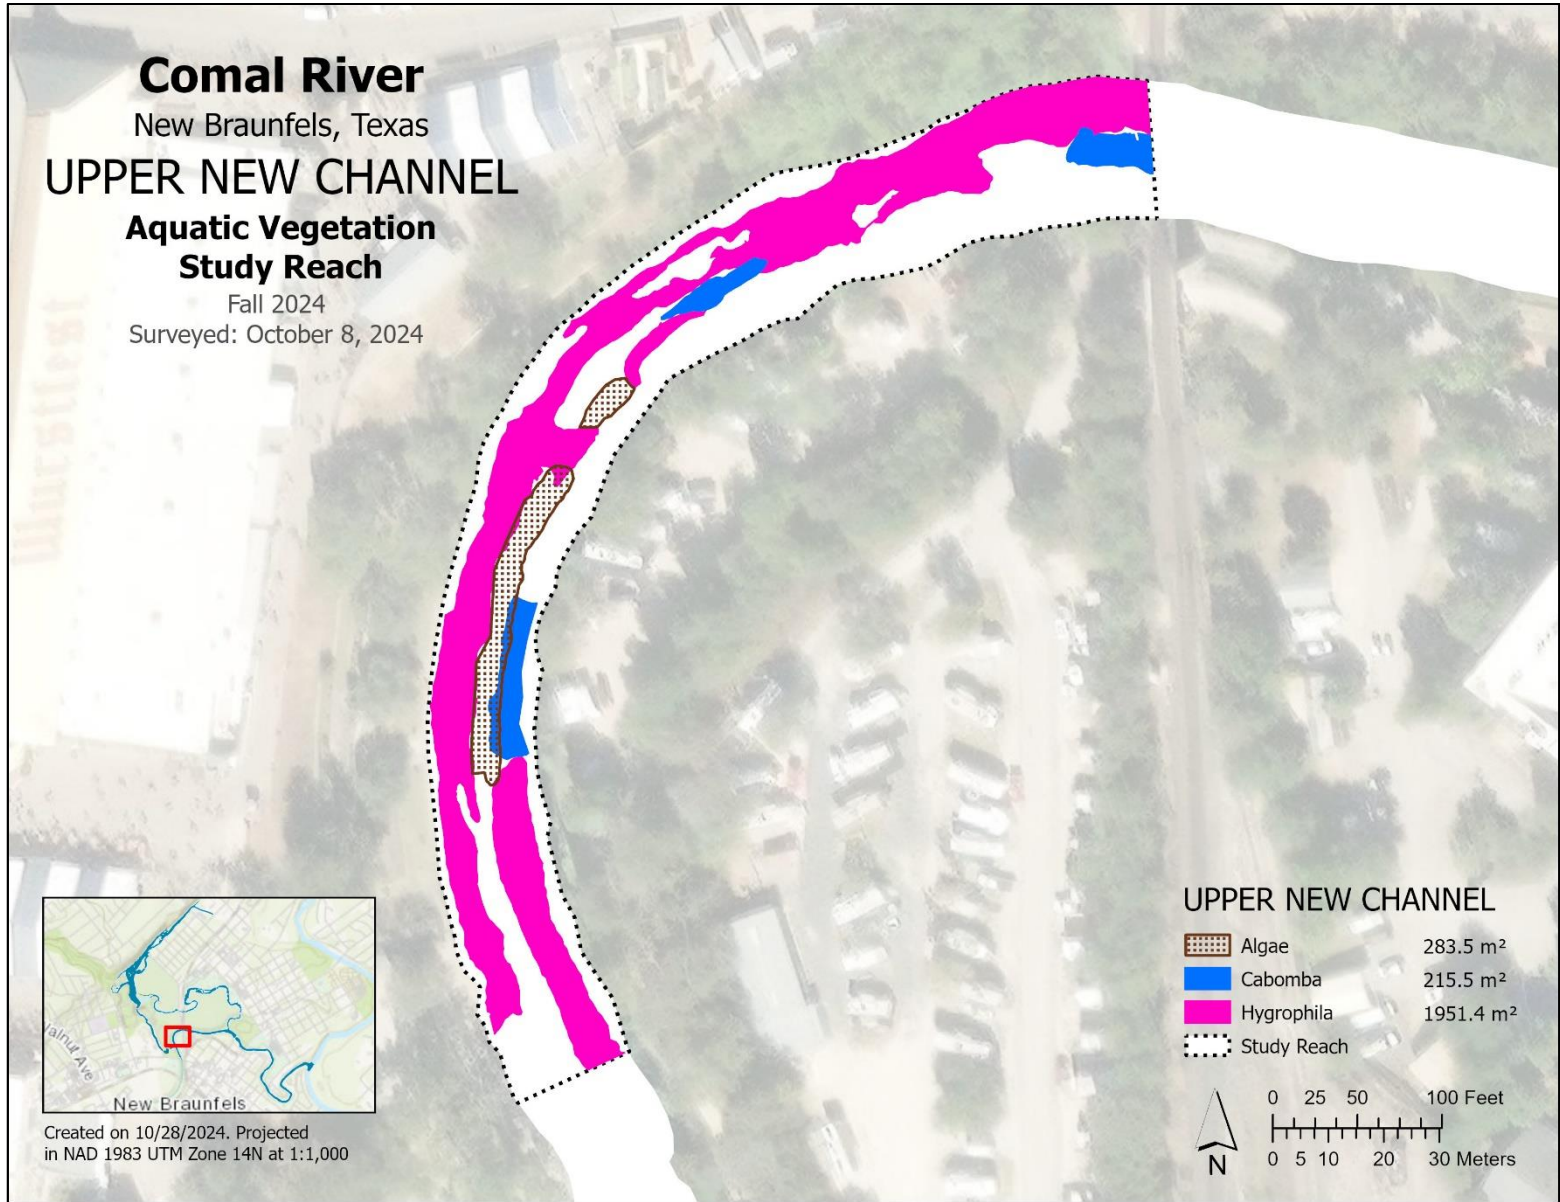 Comal River
New Braunfels, Texas
UPPER NEW CHANNEL
Aquatic Vegetation
Study Reach
Fall 2024
Surveyed: October 8, 2024
Wurstfest
Walnut Ave
New Braunfels
Created on 10/28/2024. Projected
in NAD 1983 UTM Zone 14N at 1:1,000
UPPER NEW CHANNEL
Algae 283.5 m²
Cabomba 215.5 m²
Hygrophila 1951.4 m²
Study Reach
N
0 25 50 100 Feet
0 5 10 20 30 Meters